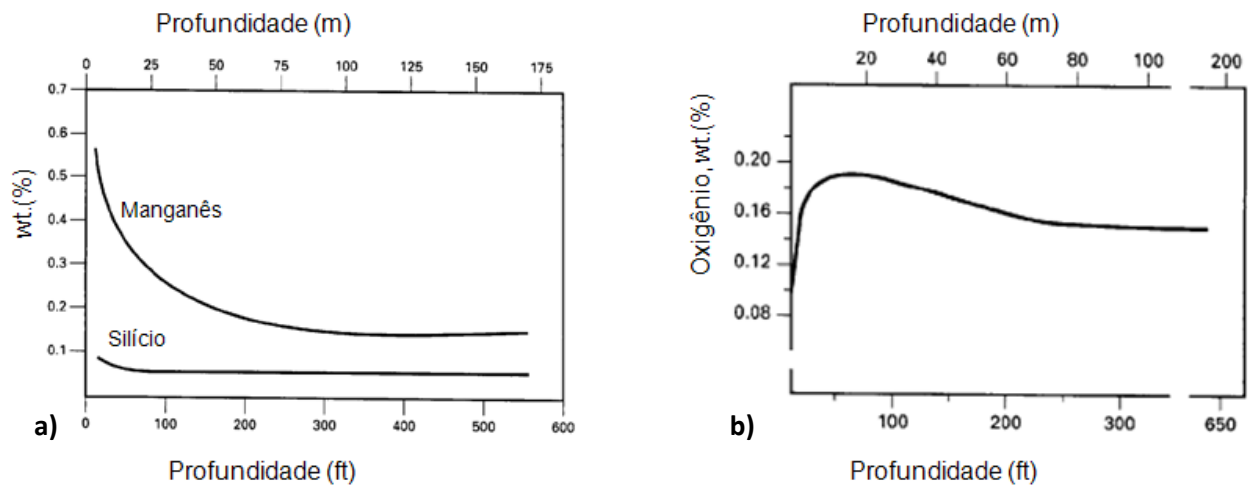 Profundidade (m)
0 25 50 75 100 125 150 175
0.7
0.6
0.5
0.4
0.3
0.2
0.1
wt.(%)
Manganês
Silício
0 100 200 300 400 500 600
a)
Profundidade (ft)
Profundidade (m)
20 40 60 80 100 200
0.20
0.16
0.12
0.08
Oxigênio, wt.(%)
100 200 300 650
b)
Profundidade (ft)